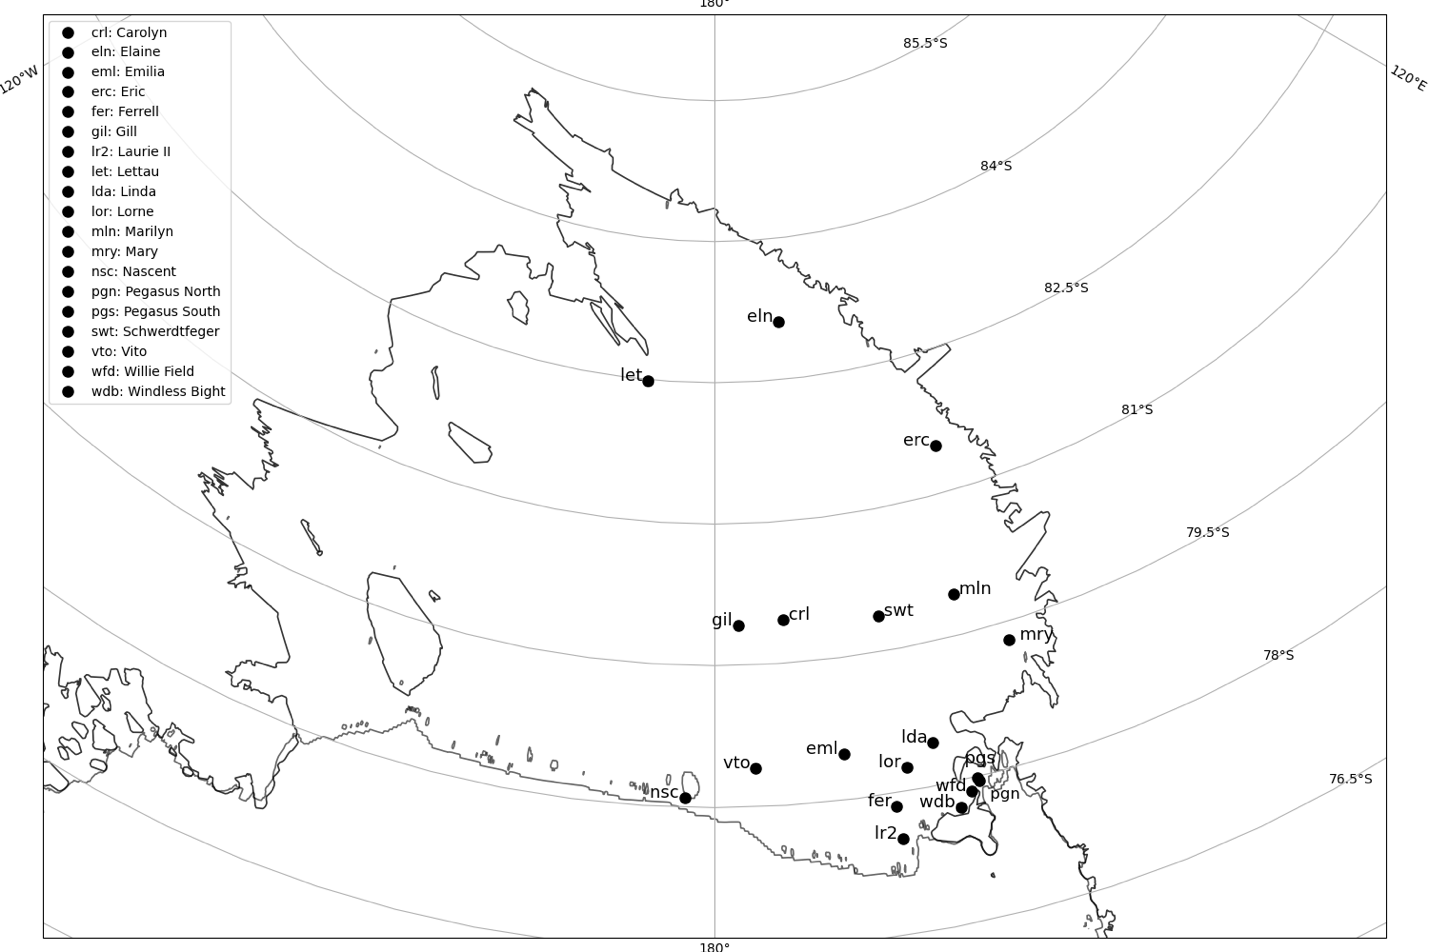 180°
120°W
120°E
crl: Carolyn
eln: Elaine
eml: Emilia
erc: Eric
fer: Ferrell
gil: Gill
lr2: Laurie II
let: Lettau
lda: Linda
lor: Lorne
mln: Marilyn
mry: Mary
nsc: Nascent
pgn: Pegasus North
pgs: Pegasus South
swt: Schwerdtfeger
vto: Vito
wfd: Willie Field
wdb: Windless Bight
85.5°S
84°S
82.5°S
eln
let
81°S
erc
79.5°S
mln
swt
crl
gil
mry
78°S
lda
eml
pgs
lor
vto
76.5°S
wfd
nsc
pgn
fer
wdb
lr2
180°